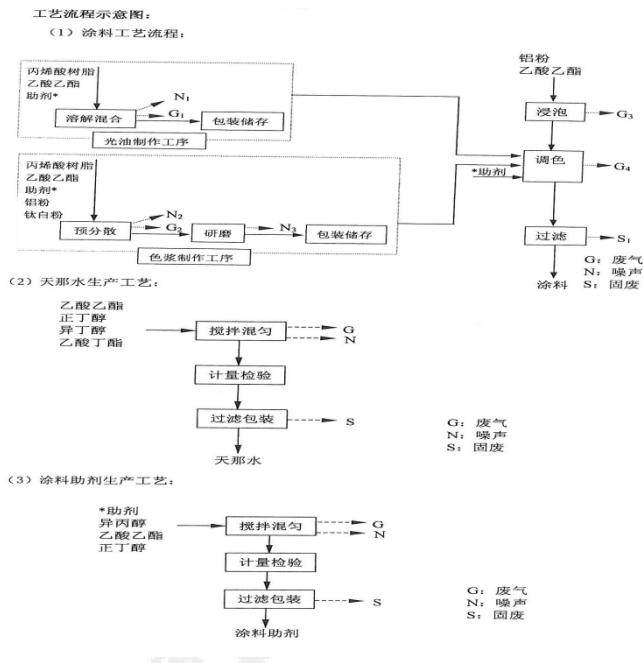 工艺流程示意图：
（1）涂料工艺流程：
丙烯酸树脂
乙酸乙酯
助剂*
N1
溶解混合
G1
包装储存
光油制作工序
丙烯酸树脂
乙酸乙酯
助剂*
铝粉
钛白粉
N2
预分散
G2
研磨
N3
包装储存
色浆制作工序
铝粉
乙酸乙酯
浸泡
G3
*助剂
调色
G4
过滤
S1
涂料
G：废气
N：噪声
S：固废
（2）天那水生产工艺：
乙酸乙酯
正丁醇
异丁醇
乙酸丁酯
搅拌混匀
G
N
计量检验
过滤包装
S
天那水
G：废气
N：噪声
S：固废
（3）涂料助剂生产工艺：
*助剂
异丙醇
乙酸乙酯
正丁醇
搅拌混匀
G
N
计量检验
过滤包装
S
涂料助剂
G：废气
N：噪声
S：固废